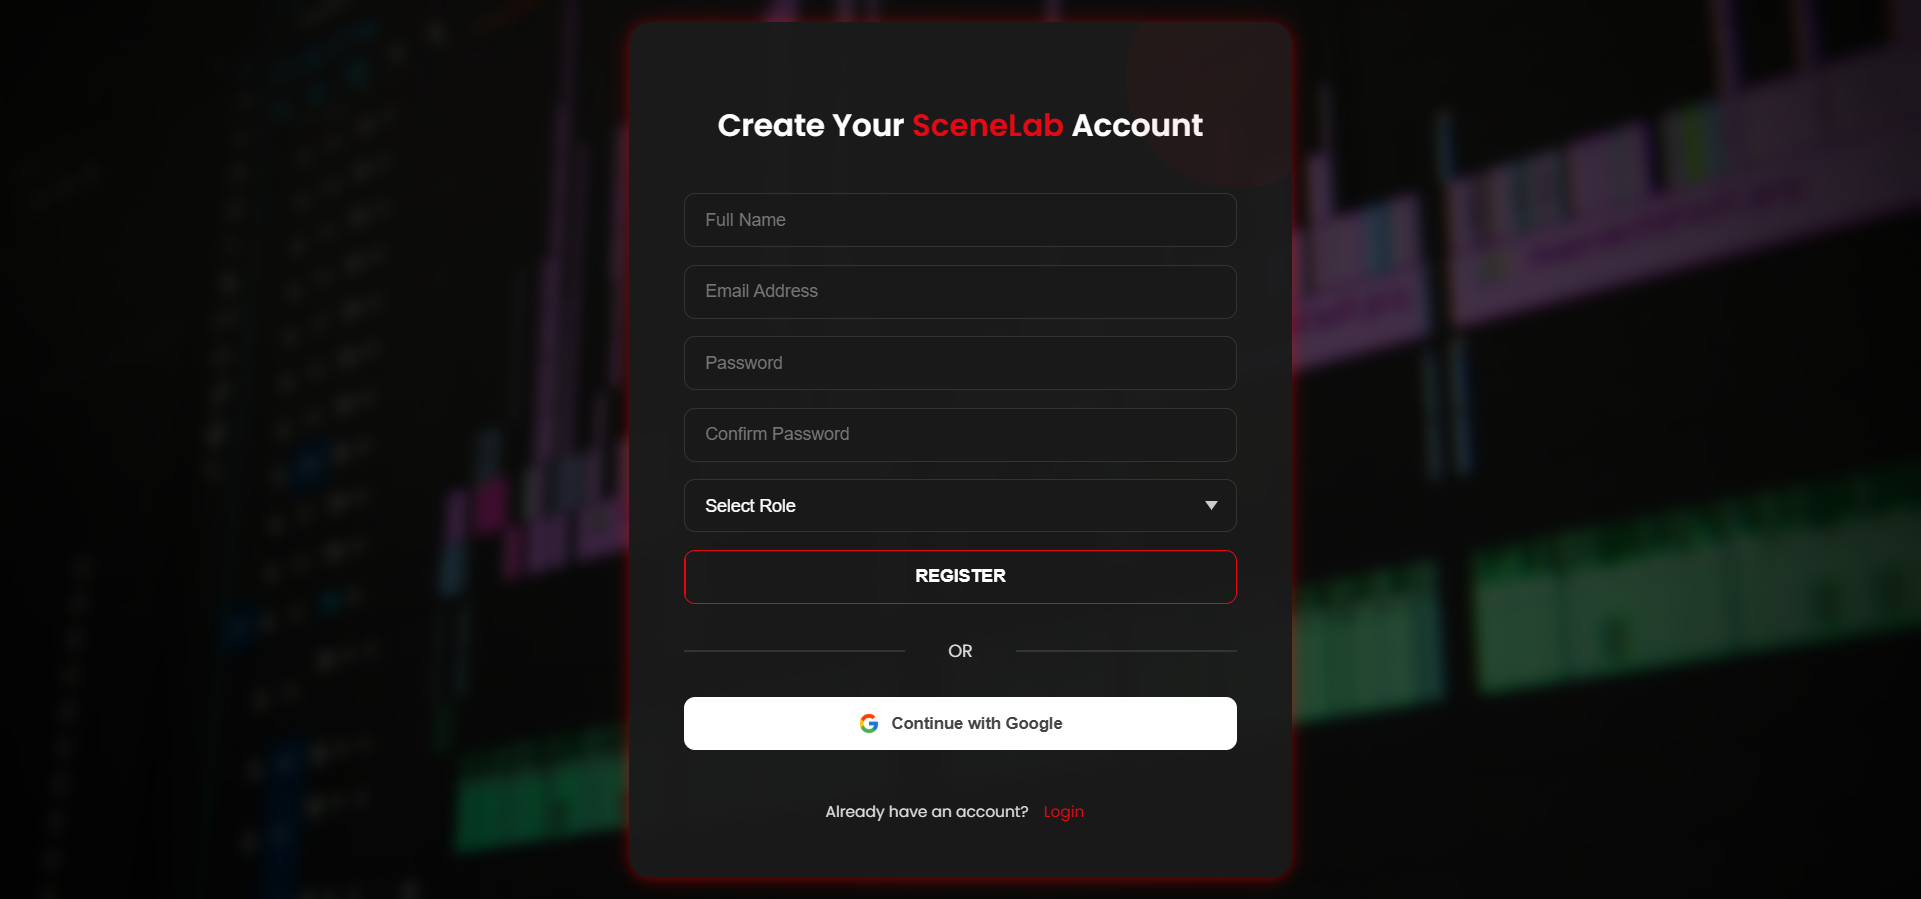 Create Your SceneLab Account
Full Name
Email Address
Password
Confirm Password
Select Role
REGISTER
OR
Continue with Google
Already have an account? Login